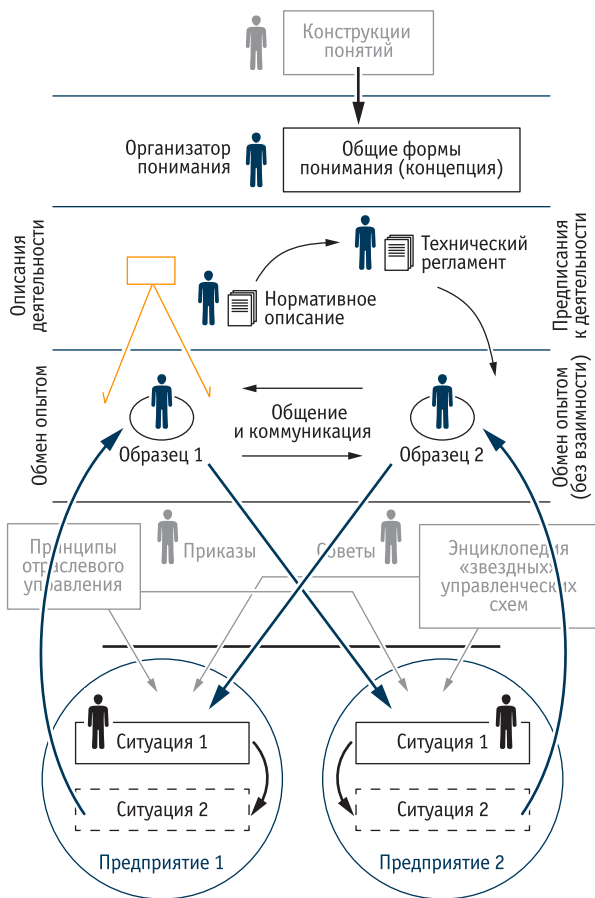 Конструкции
понятий
Организатор
понимания
Общие формы
понимания (концепция)
Описания
деятельности
Технический
регламент
Нормативное
описание
Предписания
к деятельности
Обмен опытом
Общение
и коммуникация
Образец 1
Образец 2
Обмен опытом
(без взаимности)
Принципы
отраслевого
управления
Приказы
Советы
Энциклопедия
«звездных»
управленческих
схем
Ситуация 1
Ситуация 2
Предприятие 1
Ситуация 1
Ситуация 2
Предприятие 2